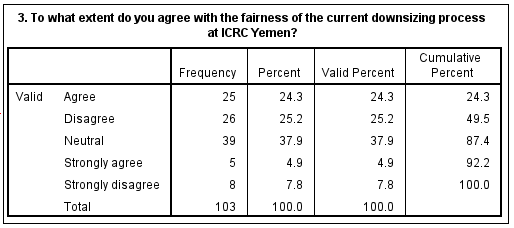 3. To what extent do you agree with the fairness of the current downsizing process
at ICRC Yemen?
Frequency Percent Valid Percent Cumulative Percent
Valid Agree 25 24.3 24.3 24.3
Disagree 26 25.2 25.2 49.5
Neutral 39 37.9 37.9 87.4
Strongly agree 5 4.9 4.9 92.2
Strongly disagree 8 7.8 7.8 100.0
Total 103 100.0 100.0